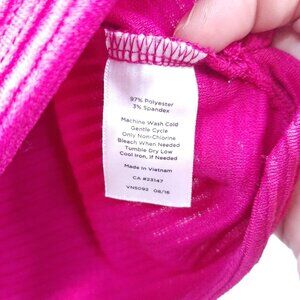 97% Polyester
3% Spandex
Machine Wash Cold
Gentle Cycle
Only Non-Chlorine
Bleach When Needed
Tumble Dry Low
Cool Iron, If Needed
Made In Vietnam
CA #23147
VN5092 08/16